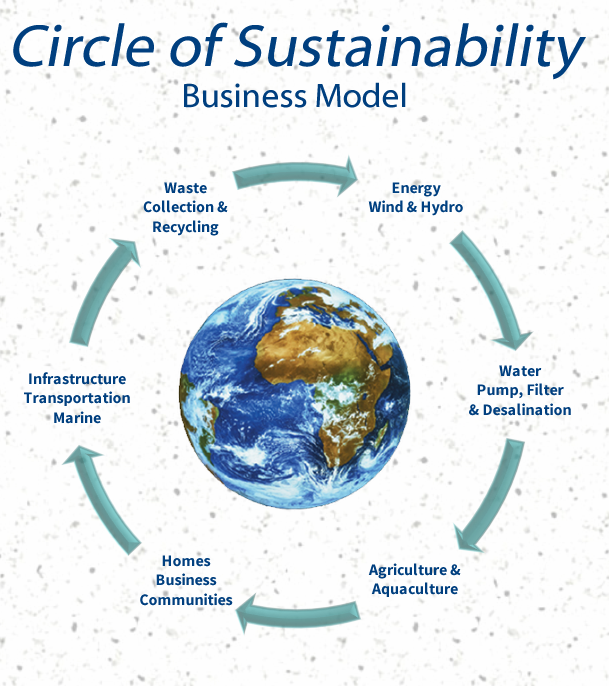 Circle of Sustainability
Business Model
Waste
Collection &
Recycling
Energy
Wind & Hydro
Water
Pump, Filter
& Desalination
Agriculture &
Aquaculture
Homes
Business
Communities
Infrastructure
Transportation
Marine